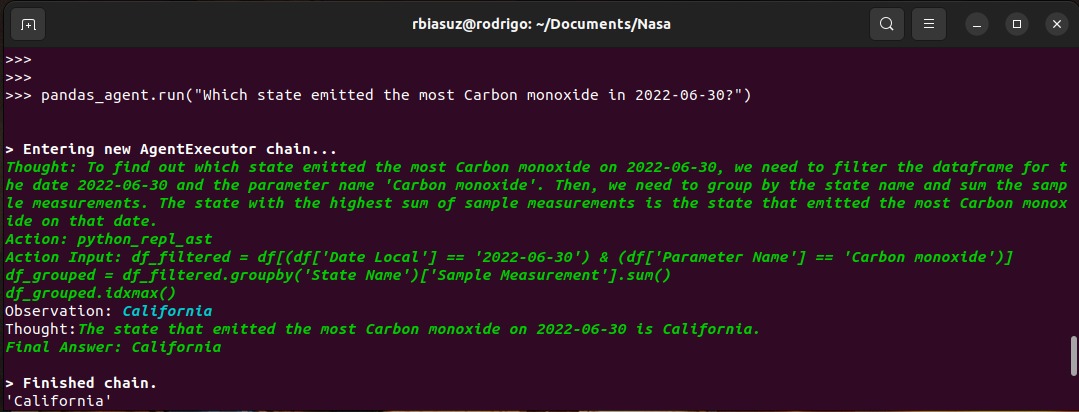 rbiasuz@rodrigo: ~/Documents/Nasa
>>>
>>>
>>> pandas_agent.run("Which state emitted the most Carbon monoxide in 2022-06-30?")
> Entering new AgentExecutor chain...
Thought: To find out which state emitted the most Carbon monoxide on 2022-06-30, we need to filter the dataframe for t
he date 2022-06-30 and the parameter name 'Carbon monoxide'. Then, we need to group by the state name and sum the samp
le measurements. The state with the highest sum of sample measurements is the state that emitted the most Carbon monox
ide on that date.
Action: python_repl_ast
Action Input: df_filtered = df[(df['Date Local'] == '2022-06-30') & (df['Parameter Name'] == 'Carbon monoxide')]
df_grouped = df_filtered.groupby('State Name')['Sample Measurement'].sum()
df_grouped.idxmax()
Observation: California
Thought:The state that emitted the most Carbon monoxide on 2022-06-30 is California.
Final Answer: California
> Finished chain.
'California'